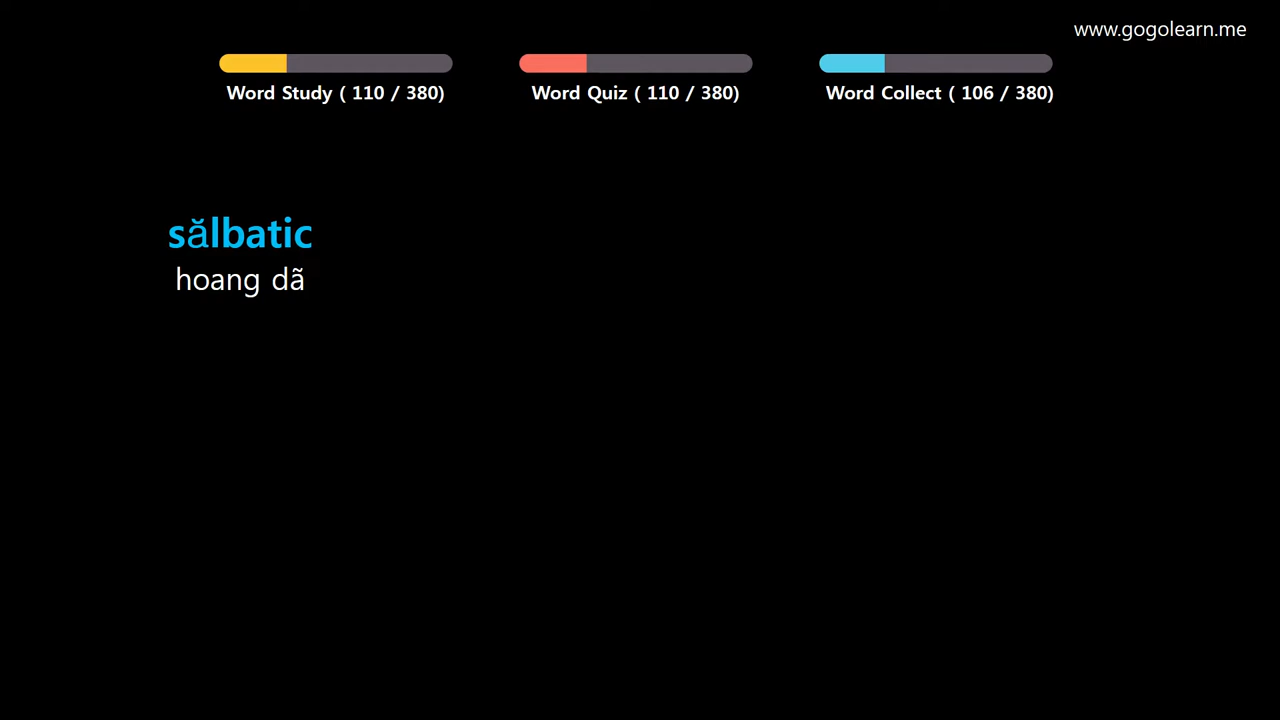 www.gogolearn.me
Word Study ( 110 / 380)
Word Quiz ( 110 / 380)
Word Collect ( 106 / 380)
sălbatic
hoang dã